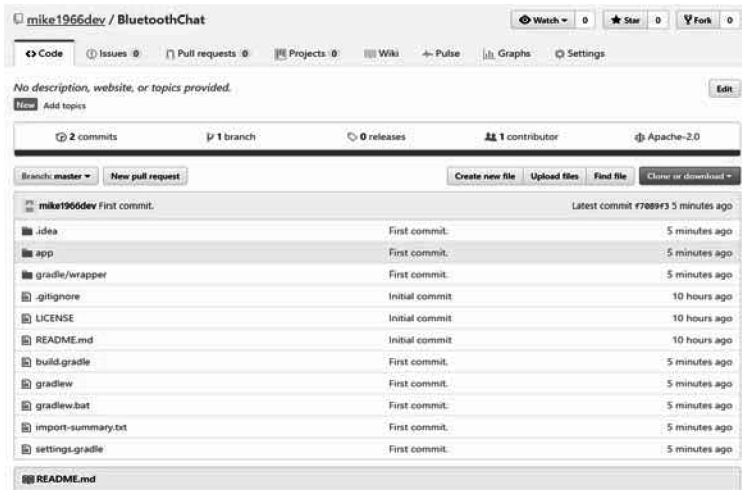 mike1966dev / BluetoothChat Watch 0 Star 0 Fork 0
Code Issues 0 Pull requests 0 Projects 0 Wiki Pulse Graphs Settings
No description, website, or topics provided. Edit
New Add topics
2 commits 1 branch 0 releases 1 contributor Apache-2.0
Branch: master New pull request Create new file Upload files Find file Clone or download
mike1966dev First commit. Latest commit f7089f3 5 minutes ago
.idea First commit. 5 minutes ago
app First commit. 5 minutes ago
gradle/wrapper First commit. 5 minutes ago
.gitignore Initial commit 10 hours ago
LICENSE Initial commit 10 hours ago
README.md Initial commit 10 hours ago
build.gradle First commit. 5 minutes ago
gradlew First commit. 5 minutes ago
gradlew.bat First commit. 5 minutes ago
import-summary.txt First commit. 5 minutes ago
settings.gradle First commit. 5 minutes ago
README.md